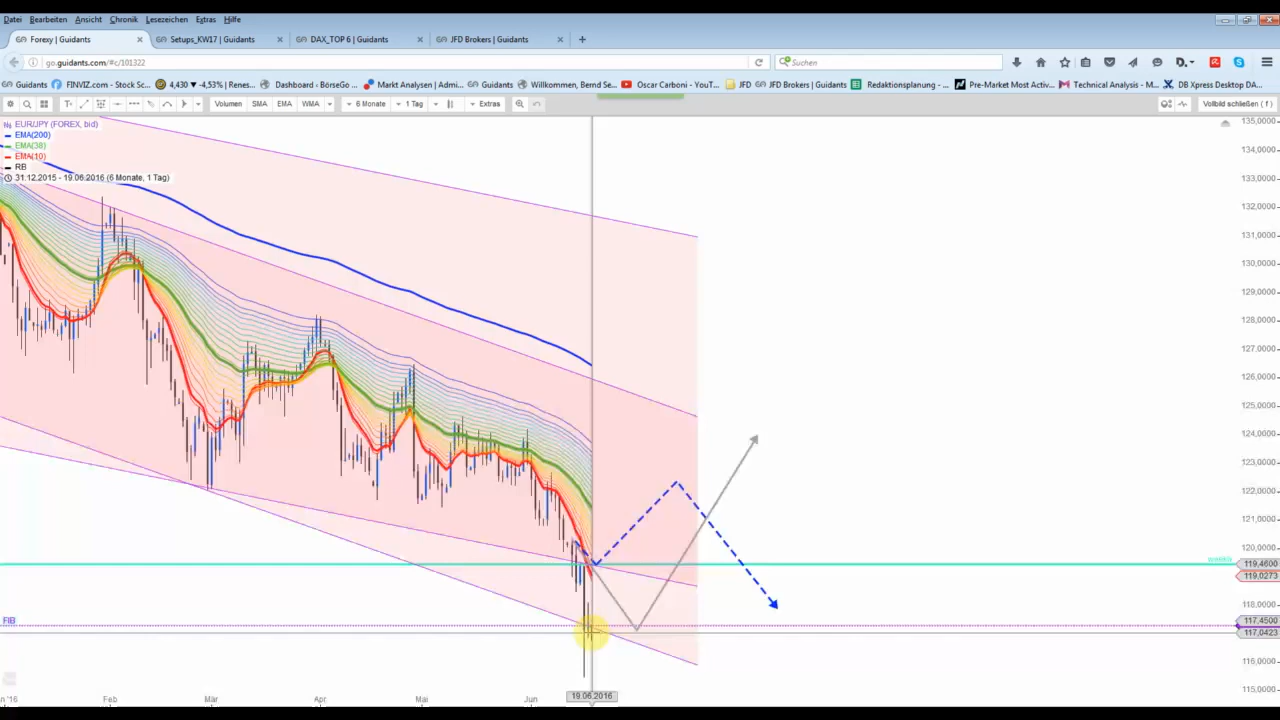 Datei Bearbeiten Ansicht Chronik Lesezeichen Extras Hilfe
Forexy | Guidants × Setups_KW17 | Guidants × DAX_TOP 6 | Guidants × JFD Brokers | Guidants × +
go.guidants.com/#c/101322 Suchen
Guidants FINVIZ.com - Stock Sc... 4,430 ▼ -4,53% | Renes... Dashboard - BörseGo ... Markt Analysen | Admi... Guidants Willkommen, Bernd Se... Oscar Carboni - YouT... JFD JFD Brokers | Guidants Redaktionsplanung - ... Pre-Market Most Activ... Technical Analysis - M... DB Xpress Desktop DA...
Volumen SMA EMA WMA 6 Monate 1 Tag Extras Vollbild schließen ( f )
EUR/JPY (FOREX, bid)
EMA(200)
EMA(38)
EMA(10)
RB
31.12.2015 - 19.06.2016 (6 Monate, 1 Tag)
135,0000
134,0000
133,0000
132,0000
131,0000
130,0000
129,0000
128,0000
127,0000
126,0000
125,0000
124,0000
123,0000
122,0000
121,0000
120,0000
119,4600
119,0273
118,0000
FIB
117,4500
117,0423
116,0000
115,0000
n '16 Feb Mär Apr Mai Jun
19.06.2016